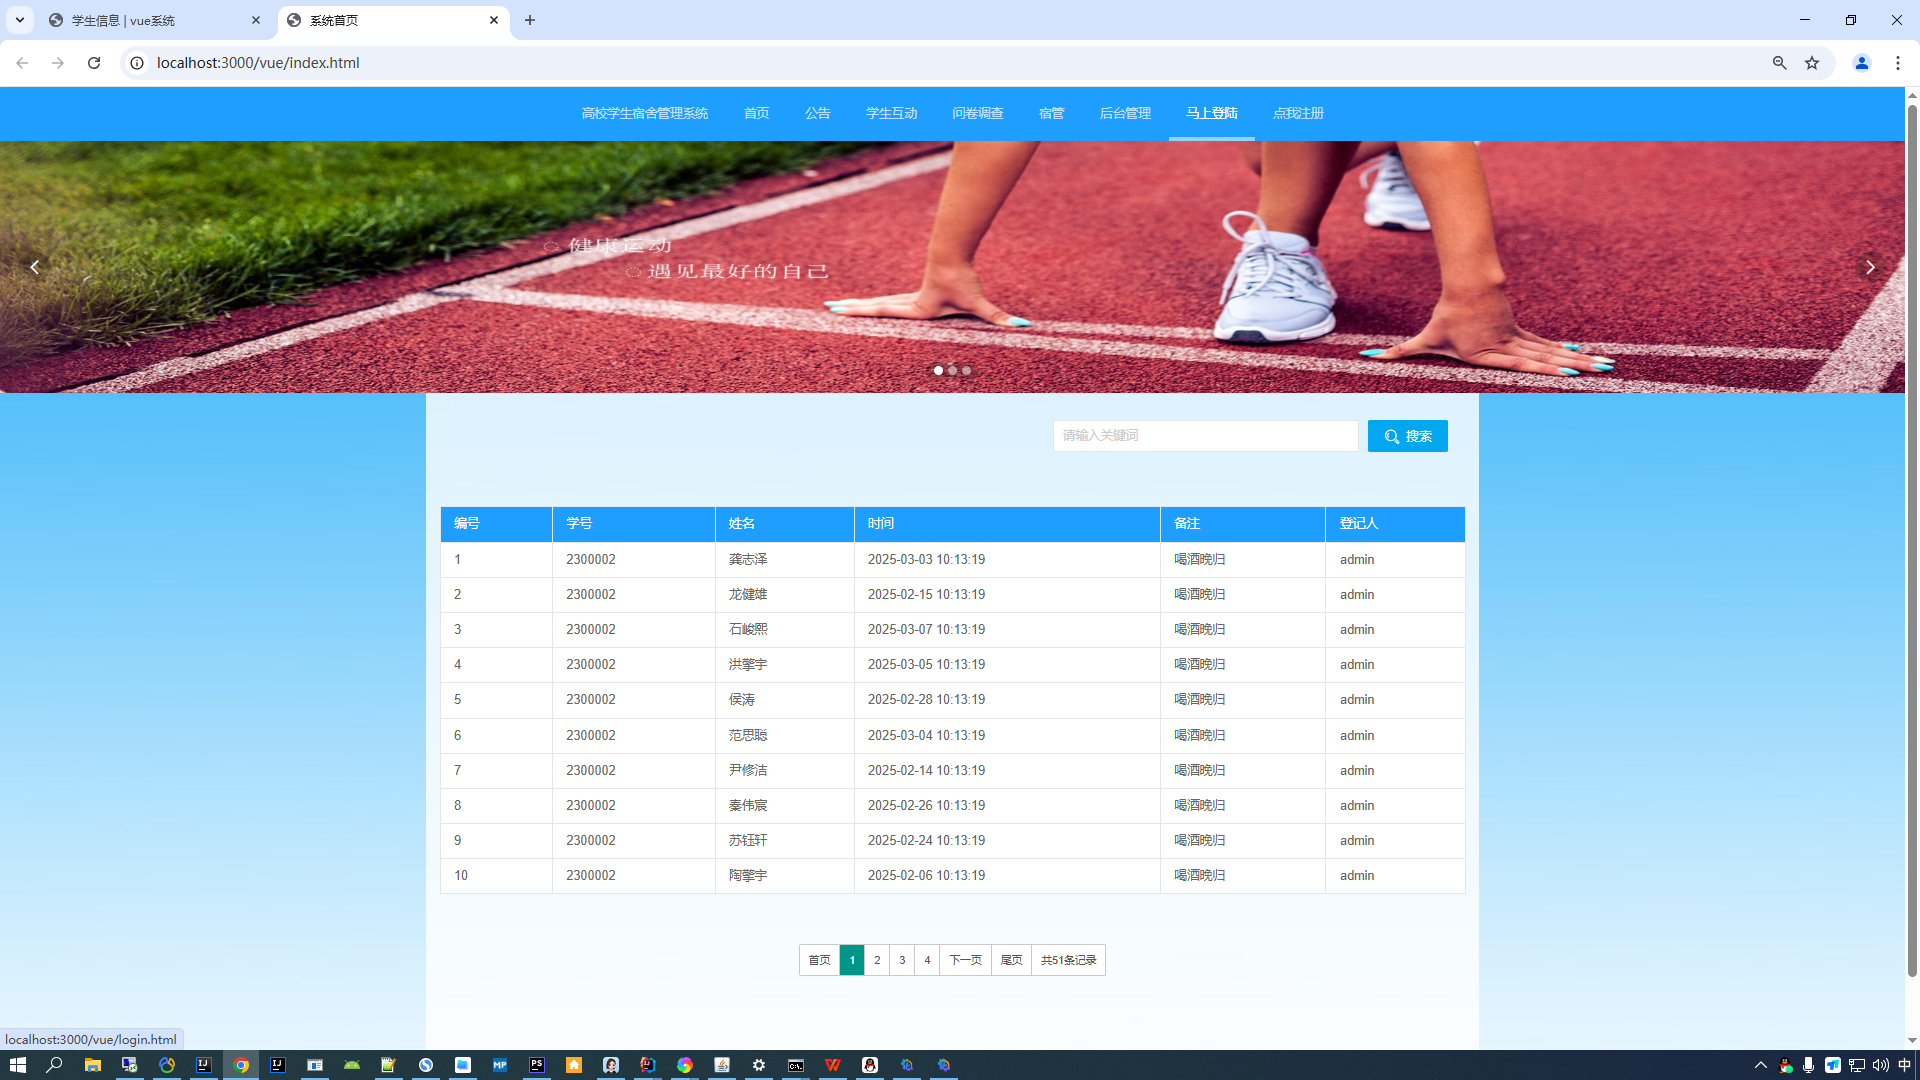 学生信息 | vue系统
系统首页
localhost:3000/vue/index.html
高校学生宿舍管理系统 首页 公告 学生互动 问卷调查 宿管 后台管理 马上登陆 点我注册
健康运动
遇见最好的自己
请输入关键词 搜索
编号 学号 姓名 时间 备注 登记人
1 2300002 龚志泽 2025-03-03 10:13:19 喝酒晚归 admin
2 2300002 龙健雄 2025-02-15 10:13:19 喝酒晚归 admin
3 2300002 石峻熙 2025-03-07 10:13:19 喝酒晚归 admin
4 2300002 洪擎宇 2025-03-05 10:13:19 喝酒晚归 admin
5 2300002 侯涛 2025-02-28 10:13:19 喝酒晚归 admin
6 2300002 范思聪 2025-03-04 10:13:19 喝酒晚归 admin
7 2300002 尹修洁 2025-02-14 10:13:19 喝酒晚归 admin
8 2300002 秦伟宸 2025-02-26 10:13:19 喝酒晚归 admin
9 2300002 苏钰轩 2025-02-24 10:13:19 喝酒晚归 admin
10 2300002 陶擎宇 2025-02-06 10:13:19 喝酒晚归 admin
首页 1 2 3 4 下一页 尾页 共51条记录
localhost:3000/vue/login.html
IJ IJ MP PS 中